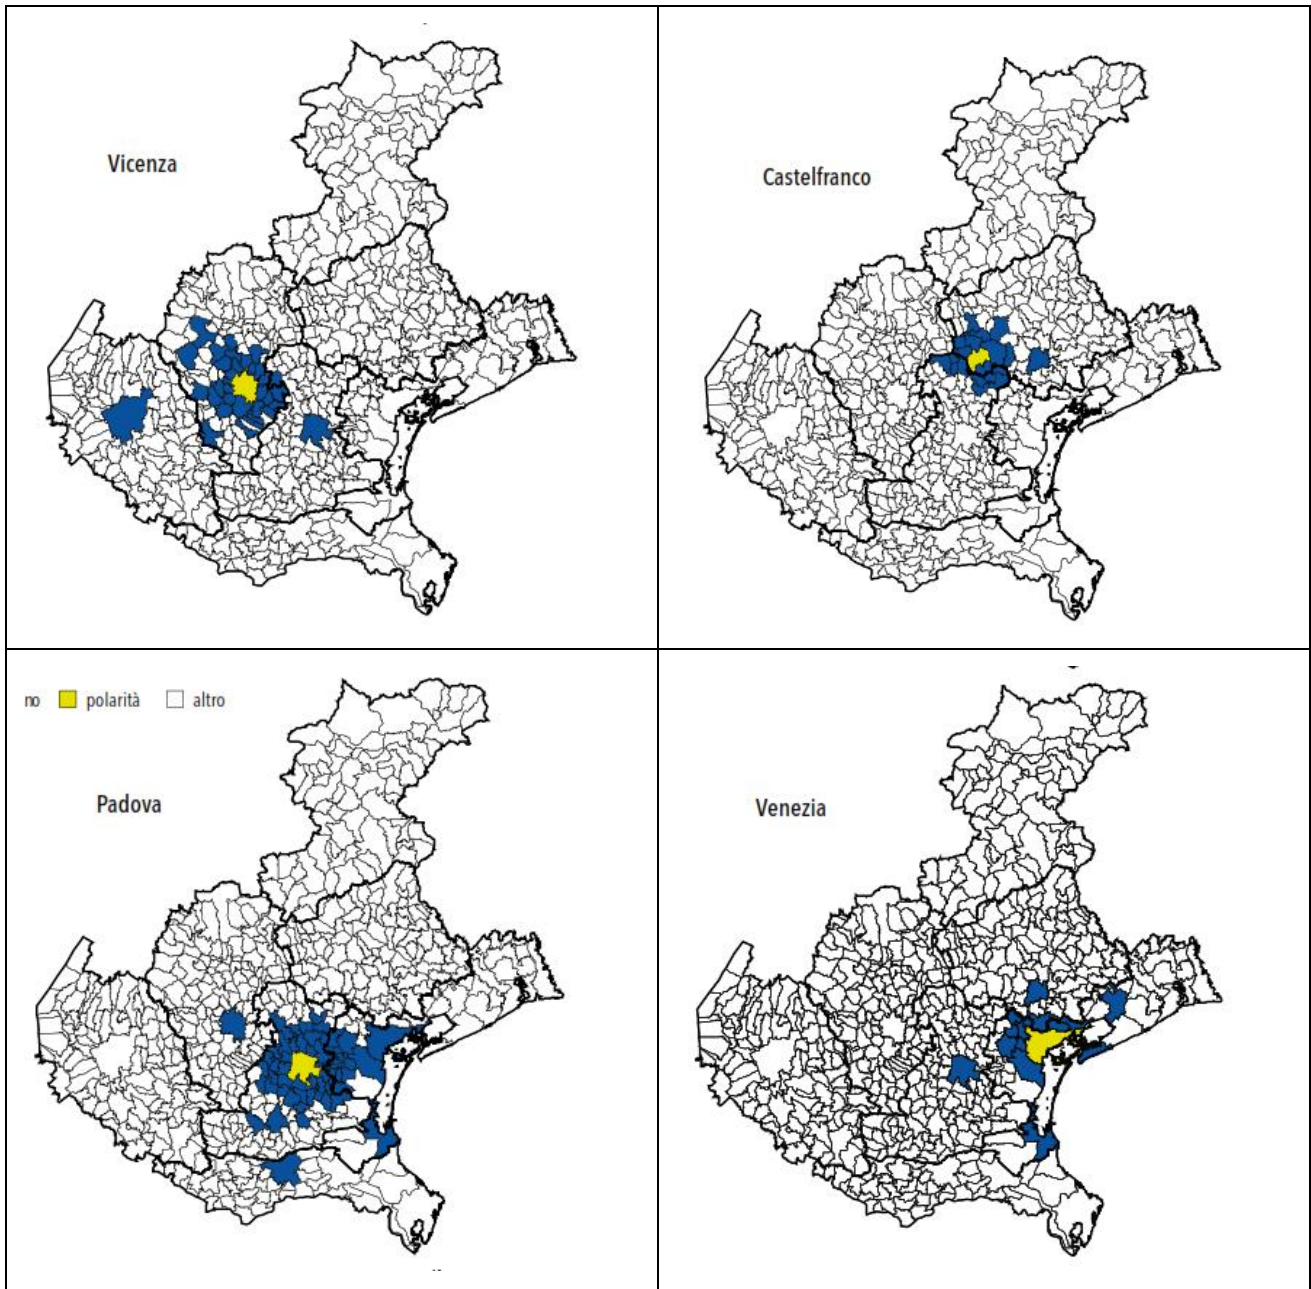 Vicenza
Castelfranco
no polarità altro
Padova
Venezia